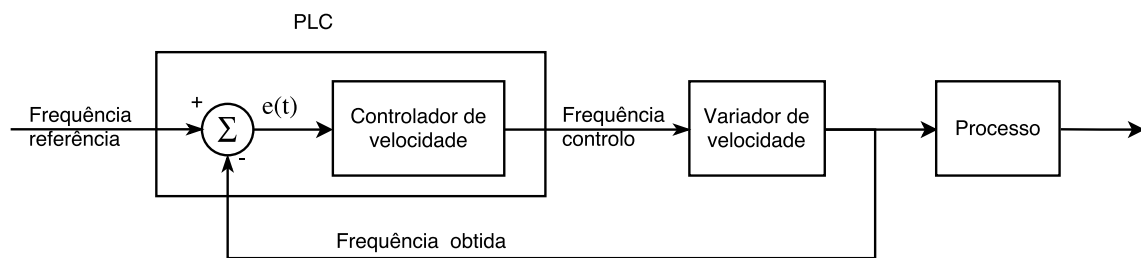 PLC
Frequência
referência
+
-
Σ
e(t)
Controlador de
velocidade
Frequência
controlo
Variador de
velocidade
Processo
Frequência obtida